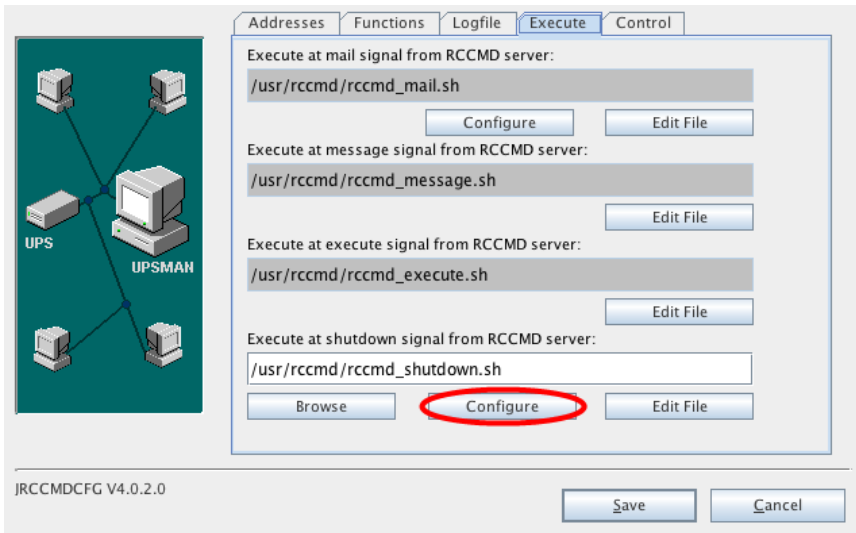 Addresses Functions Logfile Execute Control
Execute at mail signal from RCCMD server:
/usr/rccmd/rccmd_mail.sh
Configure Edit File
Execute at message signal from RCCMD server:
/usr/rccmd/rccmd_message.sh
Edit File
Execute at execute signal from RCCMD server:
/usr/rccmd/rccmd_execute.sh
Edit File
Execute at shutdown signal from RCCMD server:
/usr/rccmd/rccmd_shutdown.sh
Browse Configure Edit File
UPS
UPSMAN
JRCCMDCFG V4.0.2.0
Save Cancel